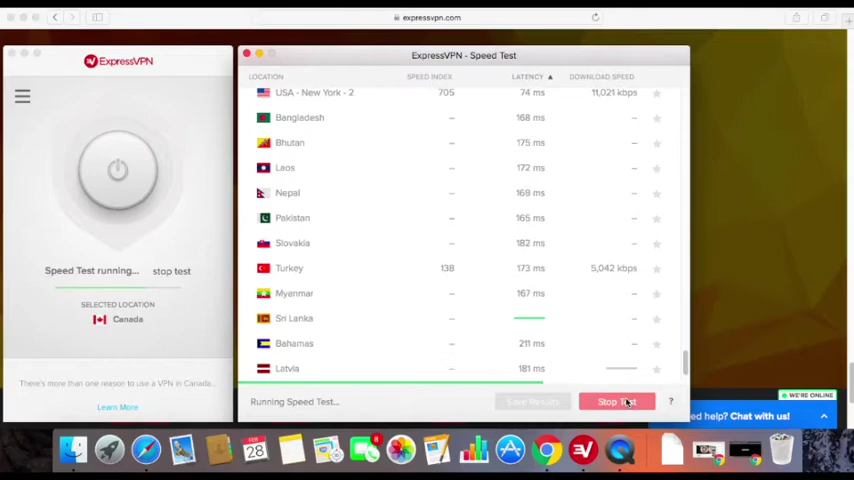 expressvpn.com
ExpressVPN
Speed Test running... stop test
SELECTED LOCATION
Canada
There's more than one reason to use a VPN in Canada...
Learn More
ExpressVPN - Speed Test
LOCATION SPEED INDEX LATENCY ▲ DOWNLOAD SPEED
USA - New York - 2 705 74 ms 11,021 kbps
Bangladesh – 168 ms –
Bhutan – 175 ms –
Laos – 172 ms –
Nepal – 169 ms –
Pakistan – 165 ms –
Slovakia – 182 ms –
Turkey 138 173 ms 5,042 kbps
Myanmar – 167 ms –
Sri Lanka – –
Bahamas – 211 ms –
Latvia – 181 ms
Running Speed Test... Save Results Stop Test ?
WE'RE ONLINE
help? Chat with us!
FEB
28
8